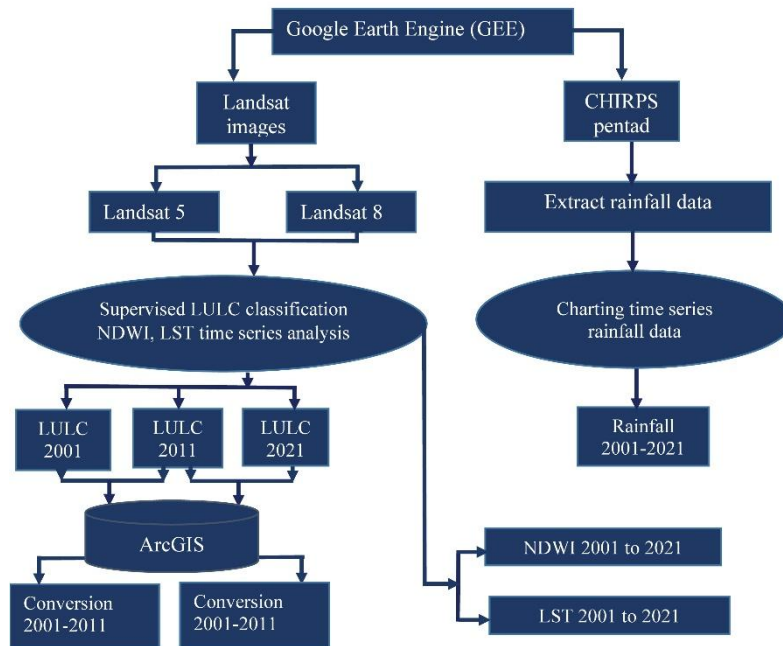 Google Earth Engine (GEE)
Landsat
images
CHIRPS
pentad
Landsat 5
Landsat 8
Extract rainfall data
Supervised LULC classification
NDWI, LST time series analysis
Charting time series
rainfall data
LULC
2001
LULC
2011
LULC
2021
Rainfall
2001-2021
ArcGIS
NDWI 2001 to 2021
Conversion
2001-2011
Conversion
2001-2011
LST 2001 to 2021